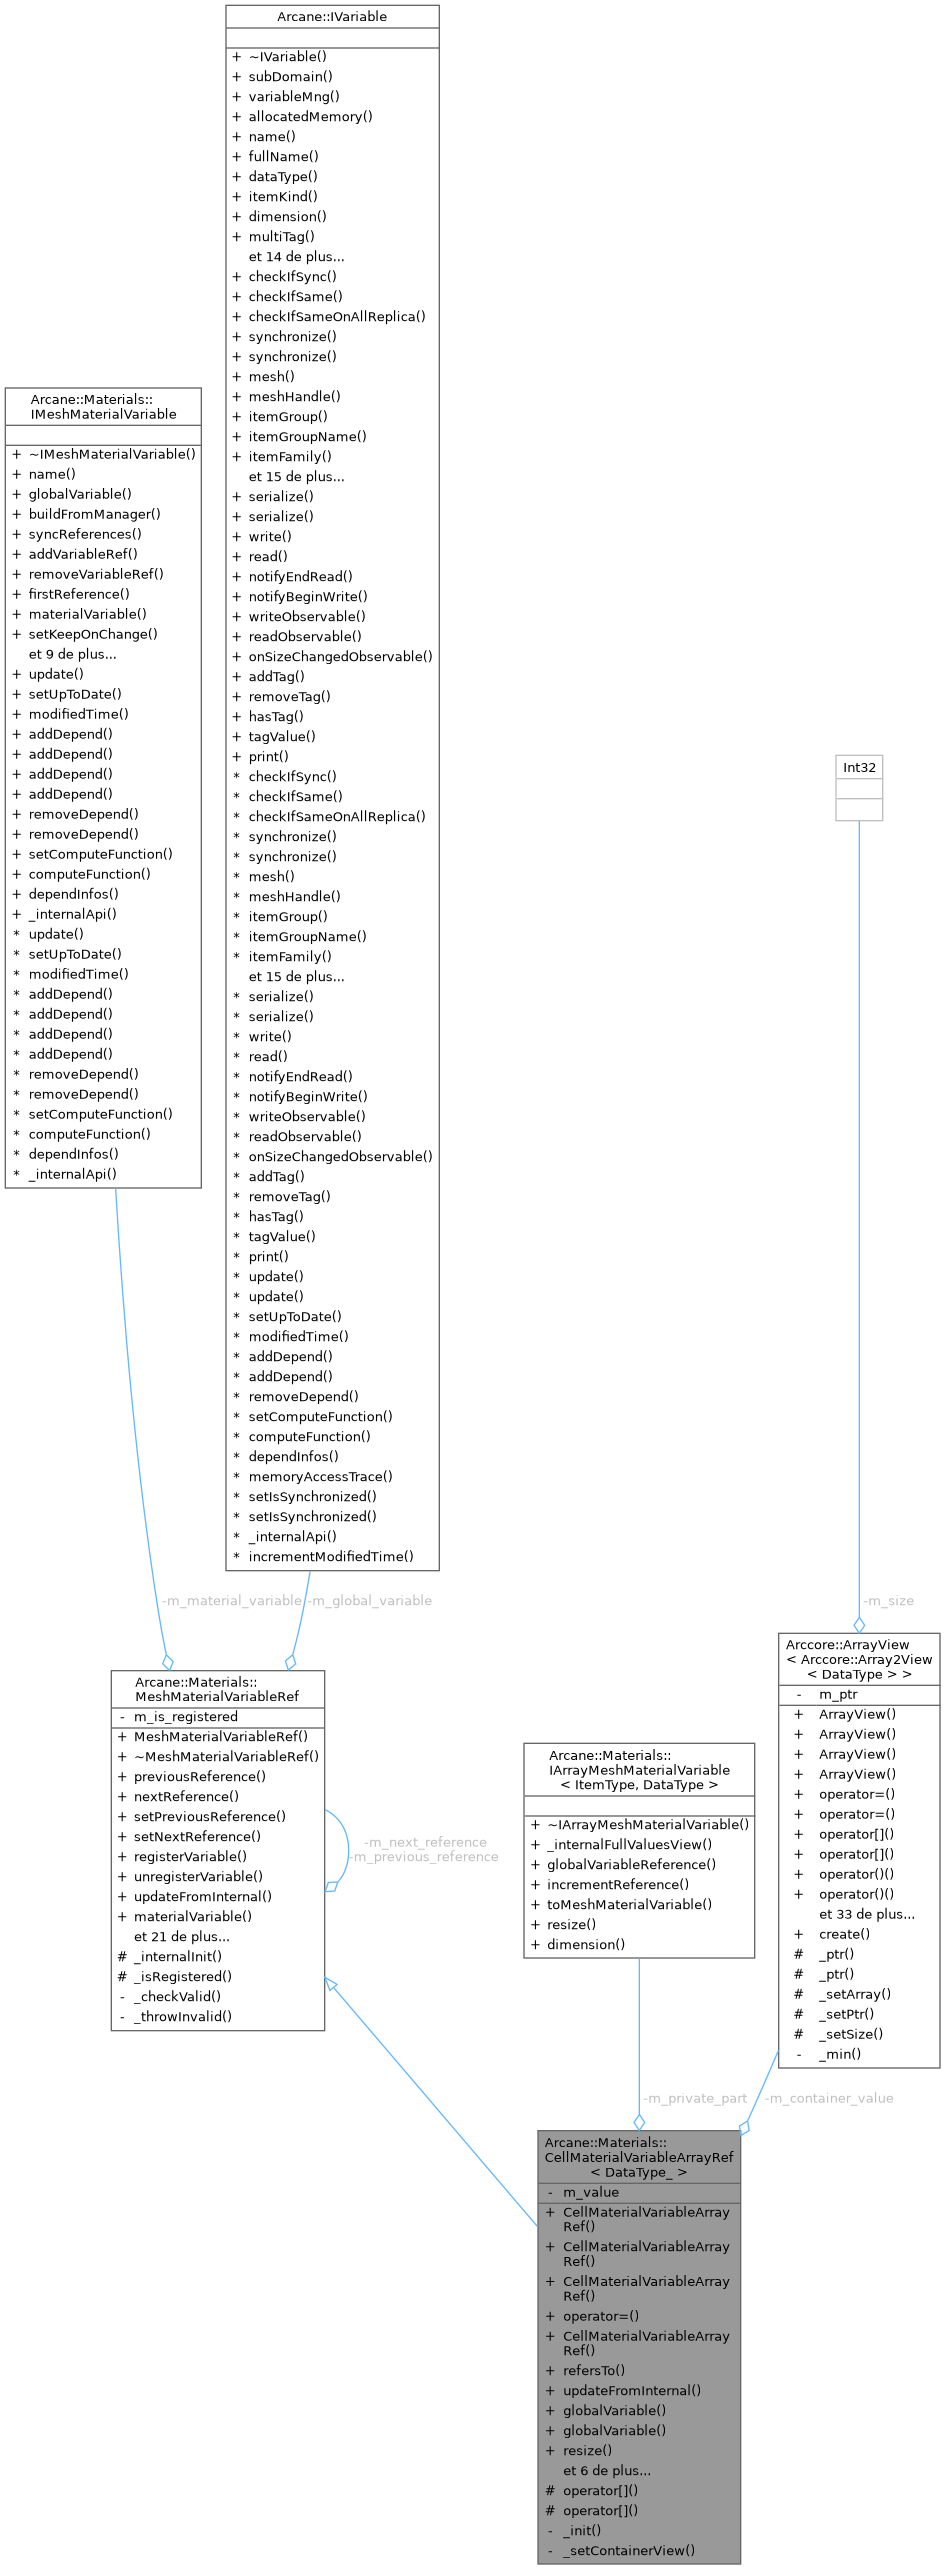 Arcane::IVariable
+ ~IVariable()
+ subDomain()
+ variableMng()
+ allocatedMemory()
+ name()
+ fullName()
+ dataType()
+ itemKind()
+ dimension()
+ multiTag()
et 14 de plus...
+ checkIfSync()
+ checkIfSame()
+ checkIfSameOnAllReplica()
+ synchronize()
+ synchronize()
+ mesh()
+ meshHandle()
+ itemGroup()
+ itemGroupName()
+ itemFamily()
et 15 de plus...
+ serialize()
+ serialize()
+ write()
+ read()
+ notifyEndRead()
+ notifyBeginWrite()
+ writeObservable()
+ readObservable()
+ onSizeChangedObservable()
+ addTag()
+ removeTag()
+ hasTag()
+ tagValue()
+ print()
* checkIfSync()
* checkIfSame()
* checkIfSameOnAllReplica()
* synchronize()
* synchronize()
* mesh()
* meshHandle()
* itemGroup()
* itemGroupName()
* itemFamily()
et 15 de plus...
* serialize()
* serialize()
* write()
* read()
* notifyEndRead()
* notifyBeginWrite()
* writeObservable()
* readObservable()
* onSizeChangedObservable()
* addTag()
* removeTag()
* hasTag()
* tagValue()
* print()
* update()
* update()
* setUpToDate()
* modifiedTime()
* addDepend()
* addDepend()
* removeDepend()
* setComputeFunction()
* computeFunction()
* dependInfos()
* memoryAccessTrace()
* setIsSynchronized()
* setIsSynchronized()
* _internalApi()
* incrementModifiedTime()
Arcane::Materials::
IMeshMaterialVariable
+ ~IMeshMaterialVariable()
+ name()
+ globalVariable()
+ buildFromManager()
+ syncReferences()
+ addVariableRef()
+ removeVariableRef()
+ firstReference()
+ materialVariable()
+ setKeepOnChange()
et 9 de plus...
+ update()
+ setUpToDate()
+ modifiedTime()
+ addDepend()
+ addDepend()
+ addDepend()
+ addDepend()
+ removeDepend()
+ removeDepend()
+ setComputeFunction()
+ computeFunction()
+ dependInfos()
+ _internalApi()
* update()
* setUpToDate()
* modifiedTime()
* addDepend()
* addDepend()
* addDepend()
* addDepend()
* removeDepend()
* removeDepend()
* setComputeFunction()
* computeFunction()
* dependInfos()
* _internalApi()
Int32
-m_material_variable
-m_global_variable
-m_size
Arcane::Materials::
MeshMaterialVariableRef
- m_is_registered
+ MeshMaterialVariableRef()
+ ~MeshMaterialVariableRef()
+ previousReference()
+ nextReference()
+ setPreviousReference()
+ setNextReference()
+ registerVariable()
+ unregisterVariable()
+ updateFromInternal()
+ materialVariable()
et 21 de plus...
# _internalInit()
# _isRegistered()
- _checkValid()
- _throwInvalid()
-m_next_reference
-m_previous_reference
Arcane::Materials::
IArrayMeshMaterialVariable
< ItemType, DataType >
+ ~IArrayMeshMaterialVariable()
+ _internalFullValuesView()
+ globalVariableReference()
+ incrementReference()
+ toMeshMaterialVariable()
+ resize()
+ dimension()
Arccore::ArrayView
< Arccore::Array2View
< DataType > >
- m_ptr
+ ArrayView()
+ ArrayView()
+ ArrayView()
+ ArrayView()
+ operator=()
+ operator=()
+ operator[]()
+ operator[]()
+ operator()()
+ operator()()
et 33 de plus...
+ create()
# _ptr()
# _ptr()
# _setArray()
# _setPtr()
# _setSize()
- _min()
-m_private_part
-m_container_value
Arcane::Materials::
CellMaterialVariableArrayRef
< DataType_ >
- m_value
+ CellMaterialVariableArray
Ref()
+ CellMaterialVariableArray
Ref()
+ CellMaterialVariableArray
Ref()
+ operator=()
+ CellMaterialVariableArray
Ref()
+ refersTo()
+ updateFromInternal()
+ globalVariable()
+ globalVariable()
+ resize()
et 6 de plus...
# operator[]()
# operator[]()
- _init()
- _setContainerView()